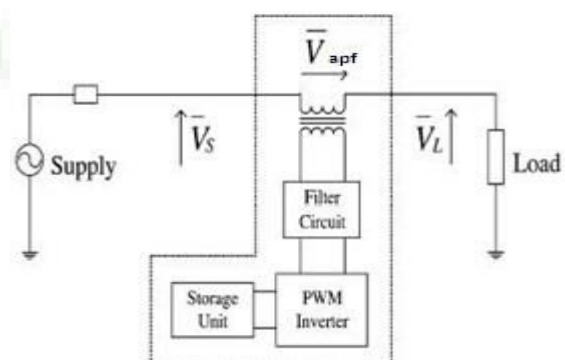 V̅apf
V̅S
V̅L
Supply
Load
Filter
Circuit
Storage
Unit
PWM
Inverter